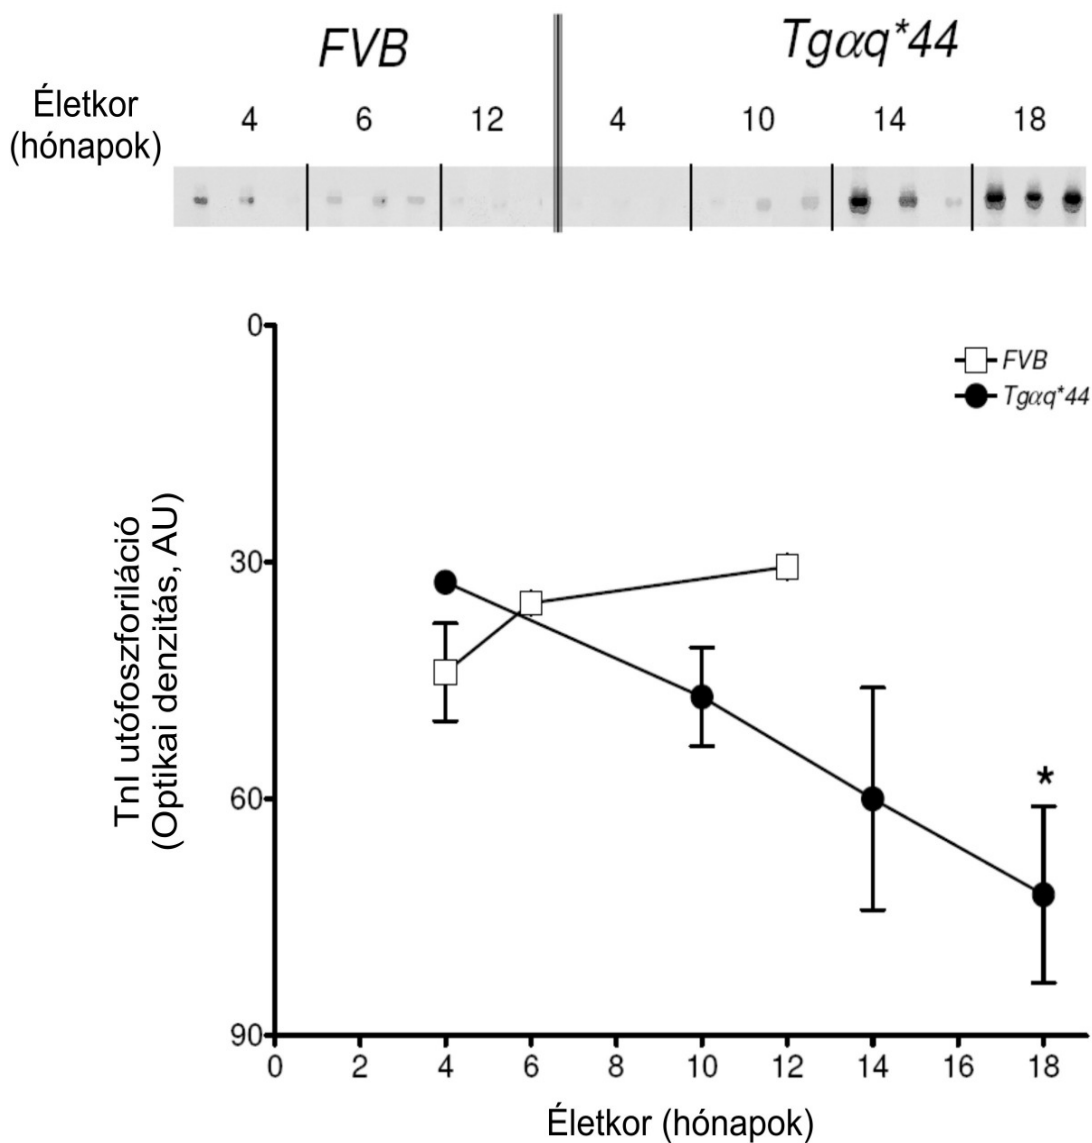 FVB Tgαq*44
Életkor
(hónapok)
4 6 12 4 10 14 18
FVB
Tgαq*44
TnI utófoszforiláció
(Optikai denzitás, AU)
0
30
60
90
*
0 2 4 6 8 10 12 14 16 18
Életkor (hónapok)